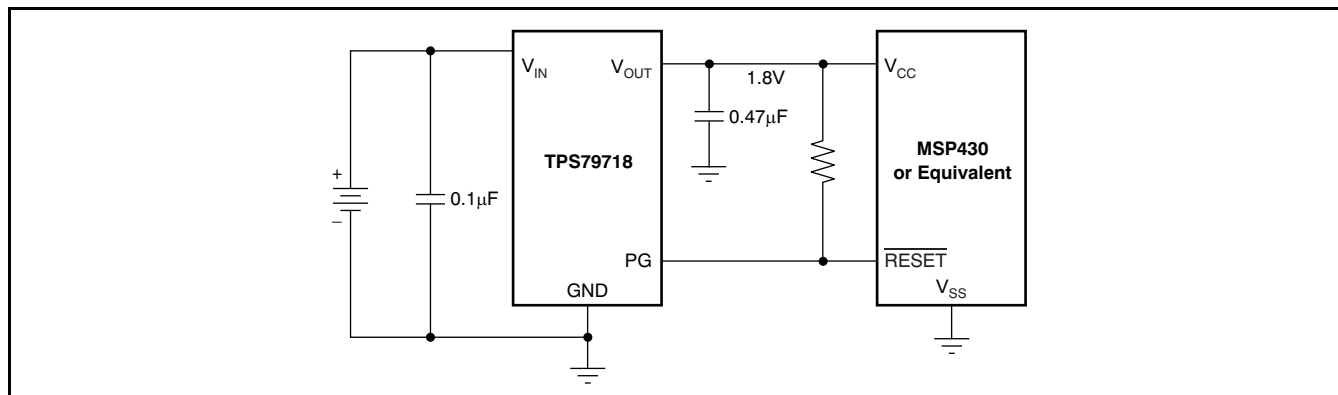 V_IN
V_OUT
1.8V
V_CC
0.47µF
TPS79718
MSP430
or Equivalent
+
–
0.1µF
PG
RESET
GND
V_SS